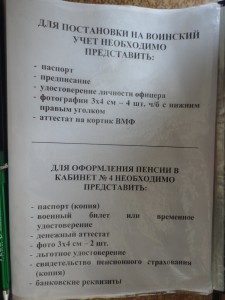 ДЛЯ ПОСТАНОВКИ НА ВОИНСКИЙ
УЧЕТ НЕОБХОДИМО
ПРЕДСТАВИТЬ:
- паспорт
- предписание
- удостоверение личности офицера
- фотографии 3х4 см – 4 шт. ч/б с нижним
правым уголком
- аттестат на кортик ВМФ
ДЛЯ ОФОРМЛЕНИЯ ПЕНСИИ В
КАБИНЕТ № 4 НЕОБХОДИМО
ПРЕДСТАВИТЬ:
- паспорт (копия)
- военный билет или временное
удостоверение
- денежный аттестат
- фото 3х4 см – 2 шт.
- льготное удостоверение
- свидетельство пенсионного страхования
(копия)
- банковские реквизиты